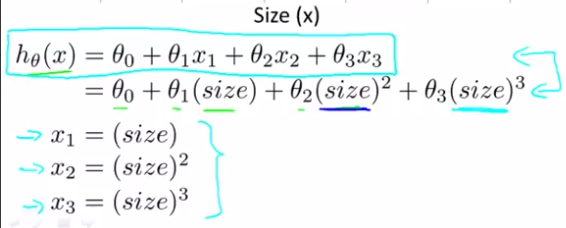 Size (x)
hθ(x) = θ₀ + θ₁x₁ + θ₂x₂ + θ₃x₃
= θ₀ + θ₁(size) + θ₂(size)² + θ₃(size)³
→ x₁ = (size)
→ x₂ = (size)²
→ x₃ = (size)³